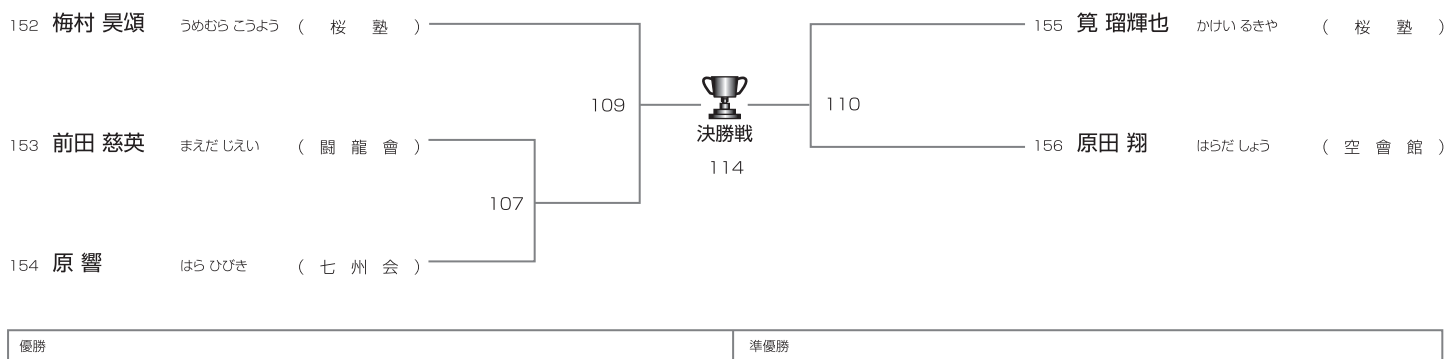 152 梅村 昊頌 うめむら こうよう ( 桜 塾 )
153 前田 慈英 まえだ じえい ( 闘 龍 會 )
154 原 響 はら ひびき ( 七 州 会 )
107
109
決勝戦
114
110
155 筧 瑠輝也 かけい るきや ( 桜 塾 )
156 原田 翔 はらだ しょう ( 空 會 館 )
優勝
準優勝